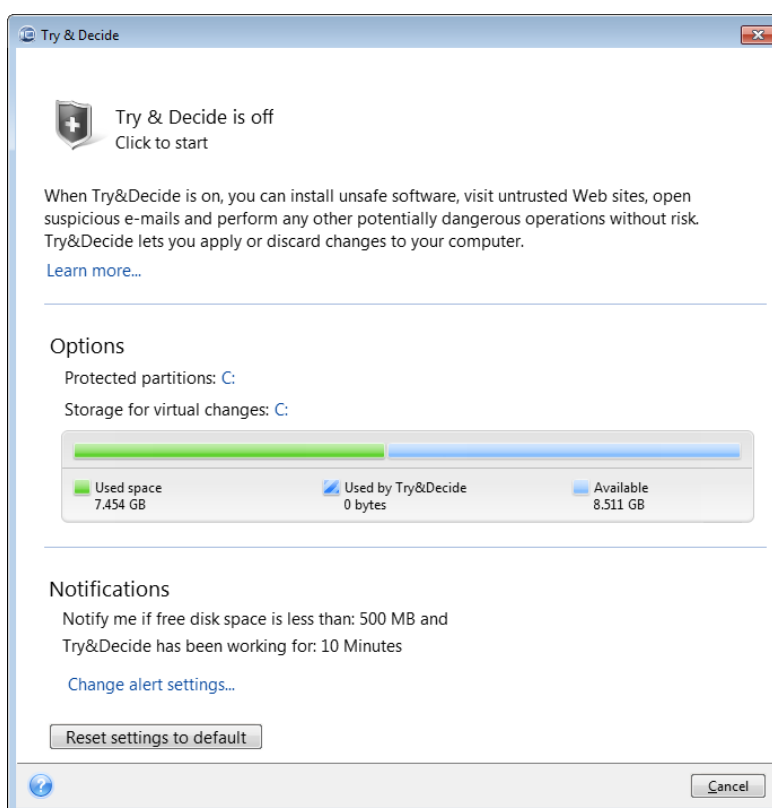 Try & Decide
Try & Decide is off
Click to start
When Try&Decide is on, you can install unsafe software, visit untrusted Web sites, open
suspicious e-mails and perform any other potentially dangerous operations without risk.
Try&Decide lets you apply or discard changes to your computer.
Learn more...
Options
Protected partitions: C:
Storage for virtual changes: C:
Used space
7.454 GB
Used by Try&Decide
0 bytes
Available
8.511 GB
Notifications
Notify me if free disk space is less than: 500 MB and
Try&Decide has been working for: 10 Minutes
Change alert settings...
Reset settings to default
?
Cancel